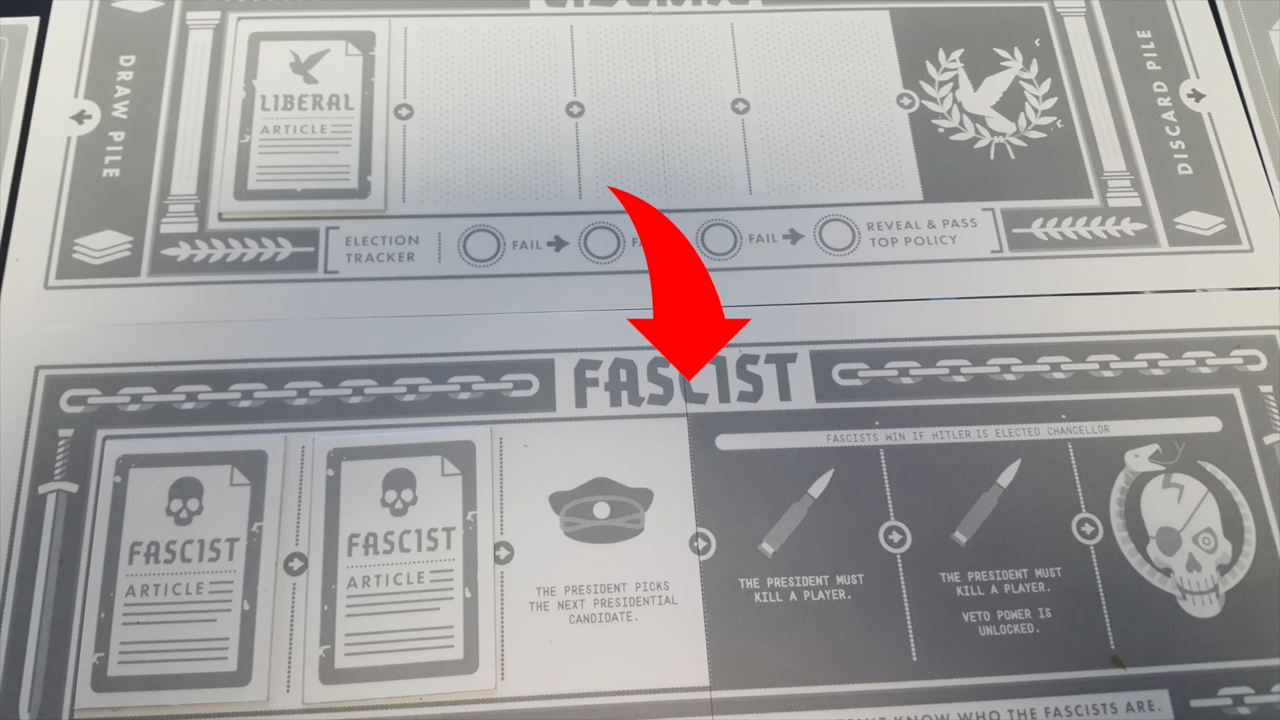 DRAW PILE
LIBERAL
ARTICLE
DISCARD PILE
ELECTION
TRACKER
FAIL
FAIL
REVEAL & PASS
TOP POLICY
FASCIST
FASCISTS WIN IF HITLER IS ELECTED CHANCELLOR
FASCIST
ARTICLE
FASCIST
ARTICLE
THE PRESIDENT PICKS
THE NEXT PRESIDENTIAL
CANDIDATE.
THE PRESIDENT MUST
KILL A PLAYER.
THE PRESIDENT MUST
KILL A PLAYER.
VETO POWER IS
UNLOCKED.
KNOW WHO THE FASCISTS ARE.